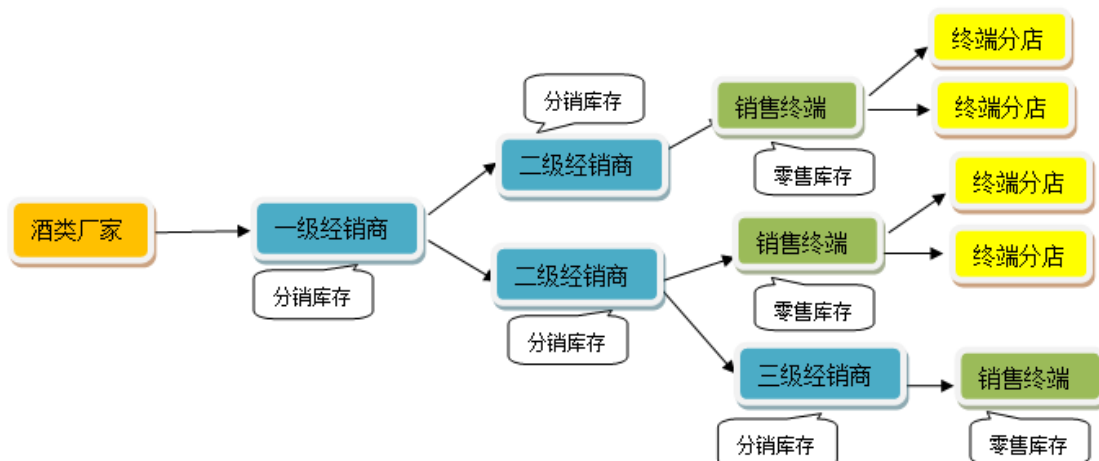 终端分店
分销库存
销售终端
终端分店
二级经销商
零售库存
终端分店
酒类厂家
一级经销商
销售终端
终端分店
二级经销商
分销库存
零售库存
分销库存
三级经销商
销售终端
分销库存
零售库存